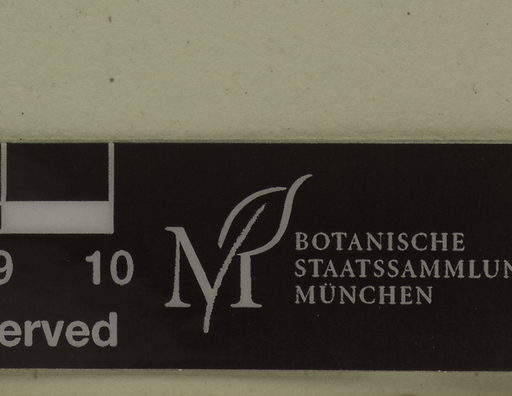 9 10
BOTANISCHE
STAATSSAMMLUN
MÜNCHEN
erved